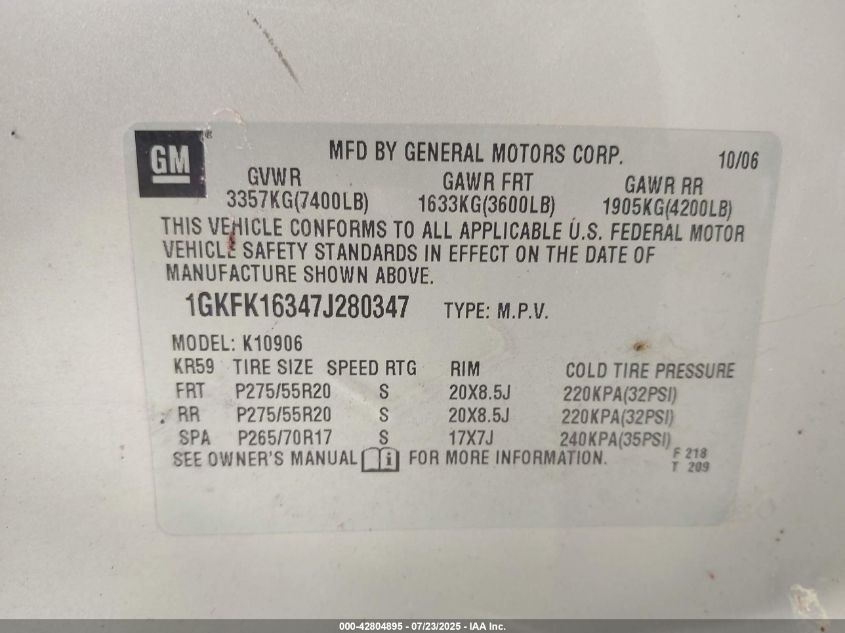 GM
MFD BY GENERAL MOTORS CORP. 10/06
GVWR GAWR FRT GAWR RR
3357KG(7400LB) 1633KG(3600LB) 1905KG(4200LB)
THIS VEHICLE CONFORMS TO ALL APPLICABLE U.S. FEDERAL MOTOR
VEHICLE SAFETY STANDARDS IN EFFECT ON THE DATE OF
MANUFACTURE SHOWN ABOVE.
1GKFK16347J280347 TYPE: M.P.V.
MODEL: K10906
KR59 TIRE SIZE SPEED RTG RIM COLD TIRE PRESSURE
FRT P275/55R20 S 20X8.5J 220KPA(32PSI)
RR P275/55R20 S 20X8.5J 220KPA(32PSI)
SPA P265/70R17 S 17X7J 240KPA(35PSI)
SEE OWNER'S MANUAL i FOR MORE INFORMATION. F 218
T 209
000-42804895 - 07/23/2025 - IAA Inc.